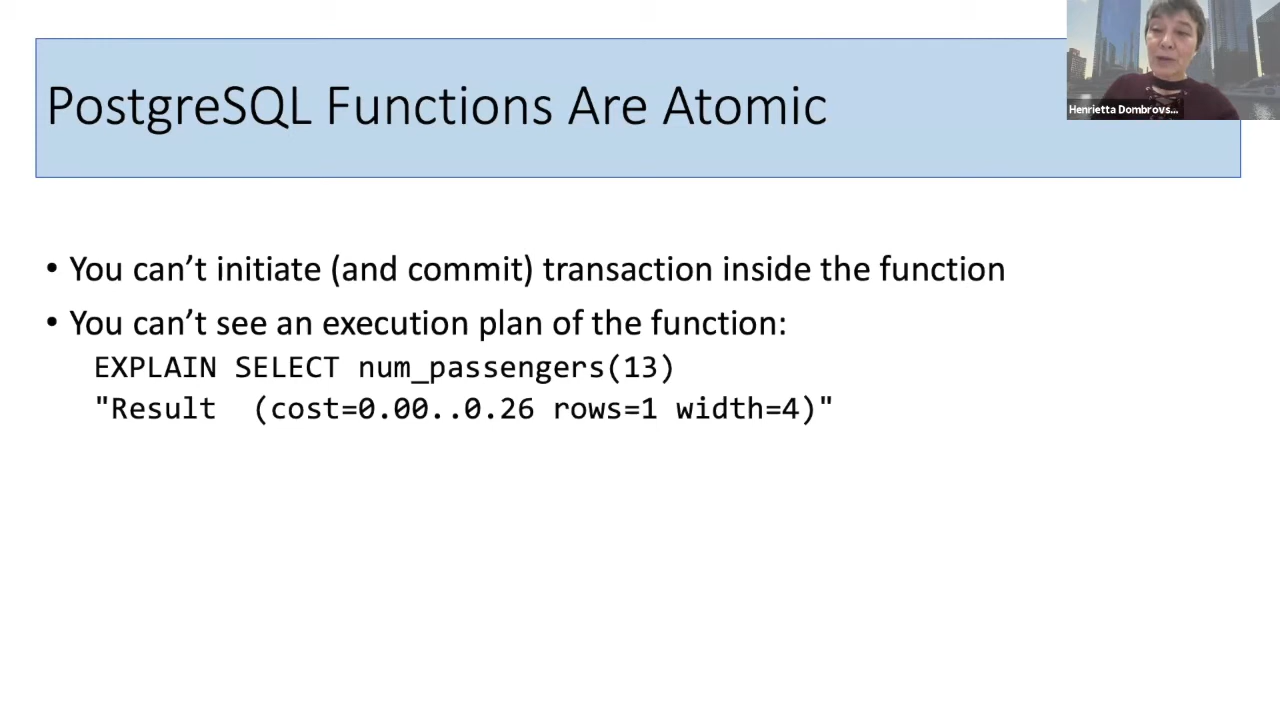 PostgreSQL Functions Are Atomic
Henrietta Dombrovs...
• You can’t initiate (and commit) transaction inside the function
• You can’t see an execution plan of the function:
EXPLAIN SELECT num_passengers(13)
"Result  (cost=0.00..0.26 rows=1 width=4)"